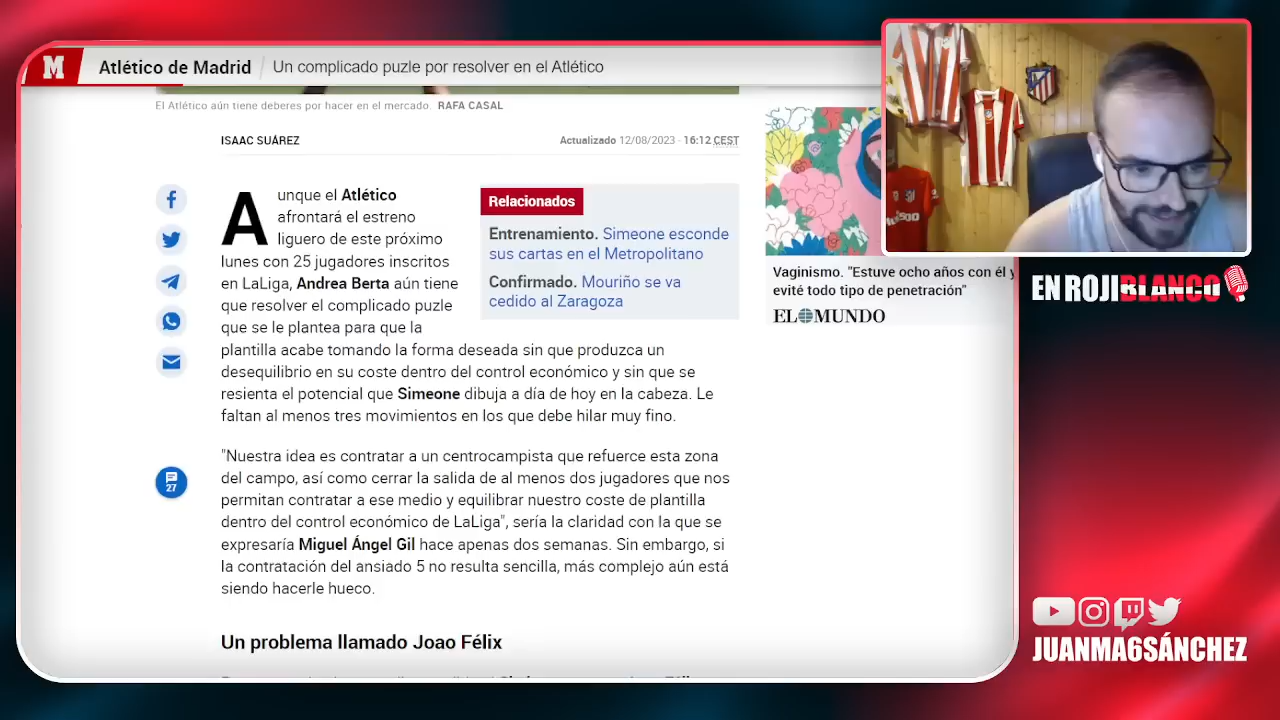 M
Atlético de Madrid
Un complicado puzle por resolver en el Atlético
El Atlético aún tiene deberes por hacer en el mercado. RAFA CASAL
ISAAC SUÁREZ
Actualizado 12/08/2023 - 16:12 CEST
Aunque el Atlético
afrontará el estreno
liguero de este próximo
lunes con 25 jugadores inscritos
en LaLiga, Andrea Berta aún tiene
que resolver el complicado puzle
que se le plantea para que la
plantilla acabe tomando la forma deseada sin que produzca un
desequilibrio en su coste dentro del control económico y sin que se
resienta el potencial que Simeone dibuja a día de hoy en la cabeza. Le
faltan al menos tres movimientos en los que debe hilar muy fino.
Relacionados
Entrenamiento. Simeone esconde
sus cartas en el Metropolitano
Confirmado. Mouriño se va
cedido al Zaragoza
27
"Nuestra idea es contratar a un centrocampista que refuerce esta zona
del campo, así como cerrar la salida de al menos dos jugadores que nos
permitan contratar a ese medio y equilibrar nuestro coste de plantilla
dentro del control económico de LaLiga", sería la claridad con la que se
expresaría Miguel Ángel Gil hace apenas dos semanas. Sin embargo, si
la contratación del ansiado 5 no resulta sencilla, más complejo aún está
siendo hacerle hueco.
Un problema llamado Joao Félix
Vaginismo. "Estuve ocho años con él y
evité todo tipo de penetración"
EL MUNDO
EN ROJIBLANCO
JUANMA6SÁNCHEZ